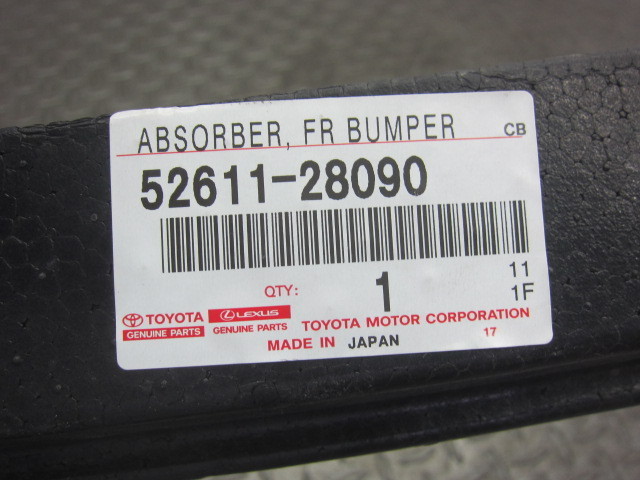 ABSORBER, FR BUMPER CB
52611-28090
QTY: 1 11
1F
TOYOTA LEXUS
GENUINE PARTS GENUINE PARTS TOYOTA MOTOR CORPORATION
MADE IN JAPAN 17